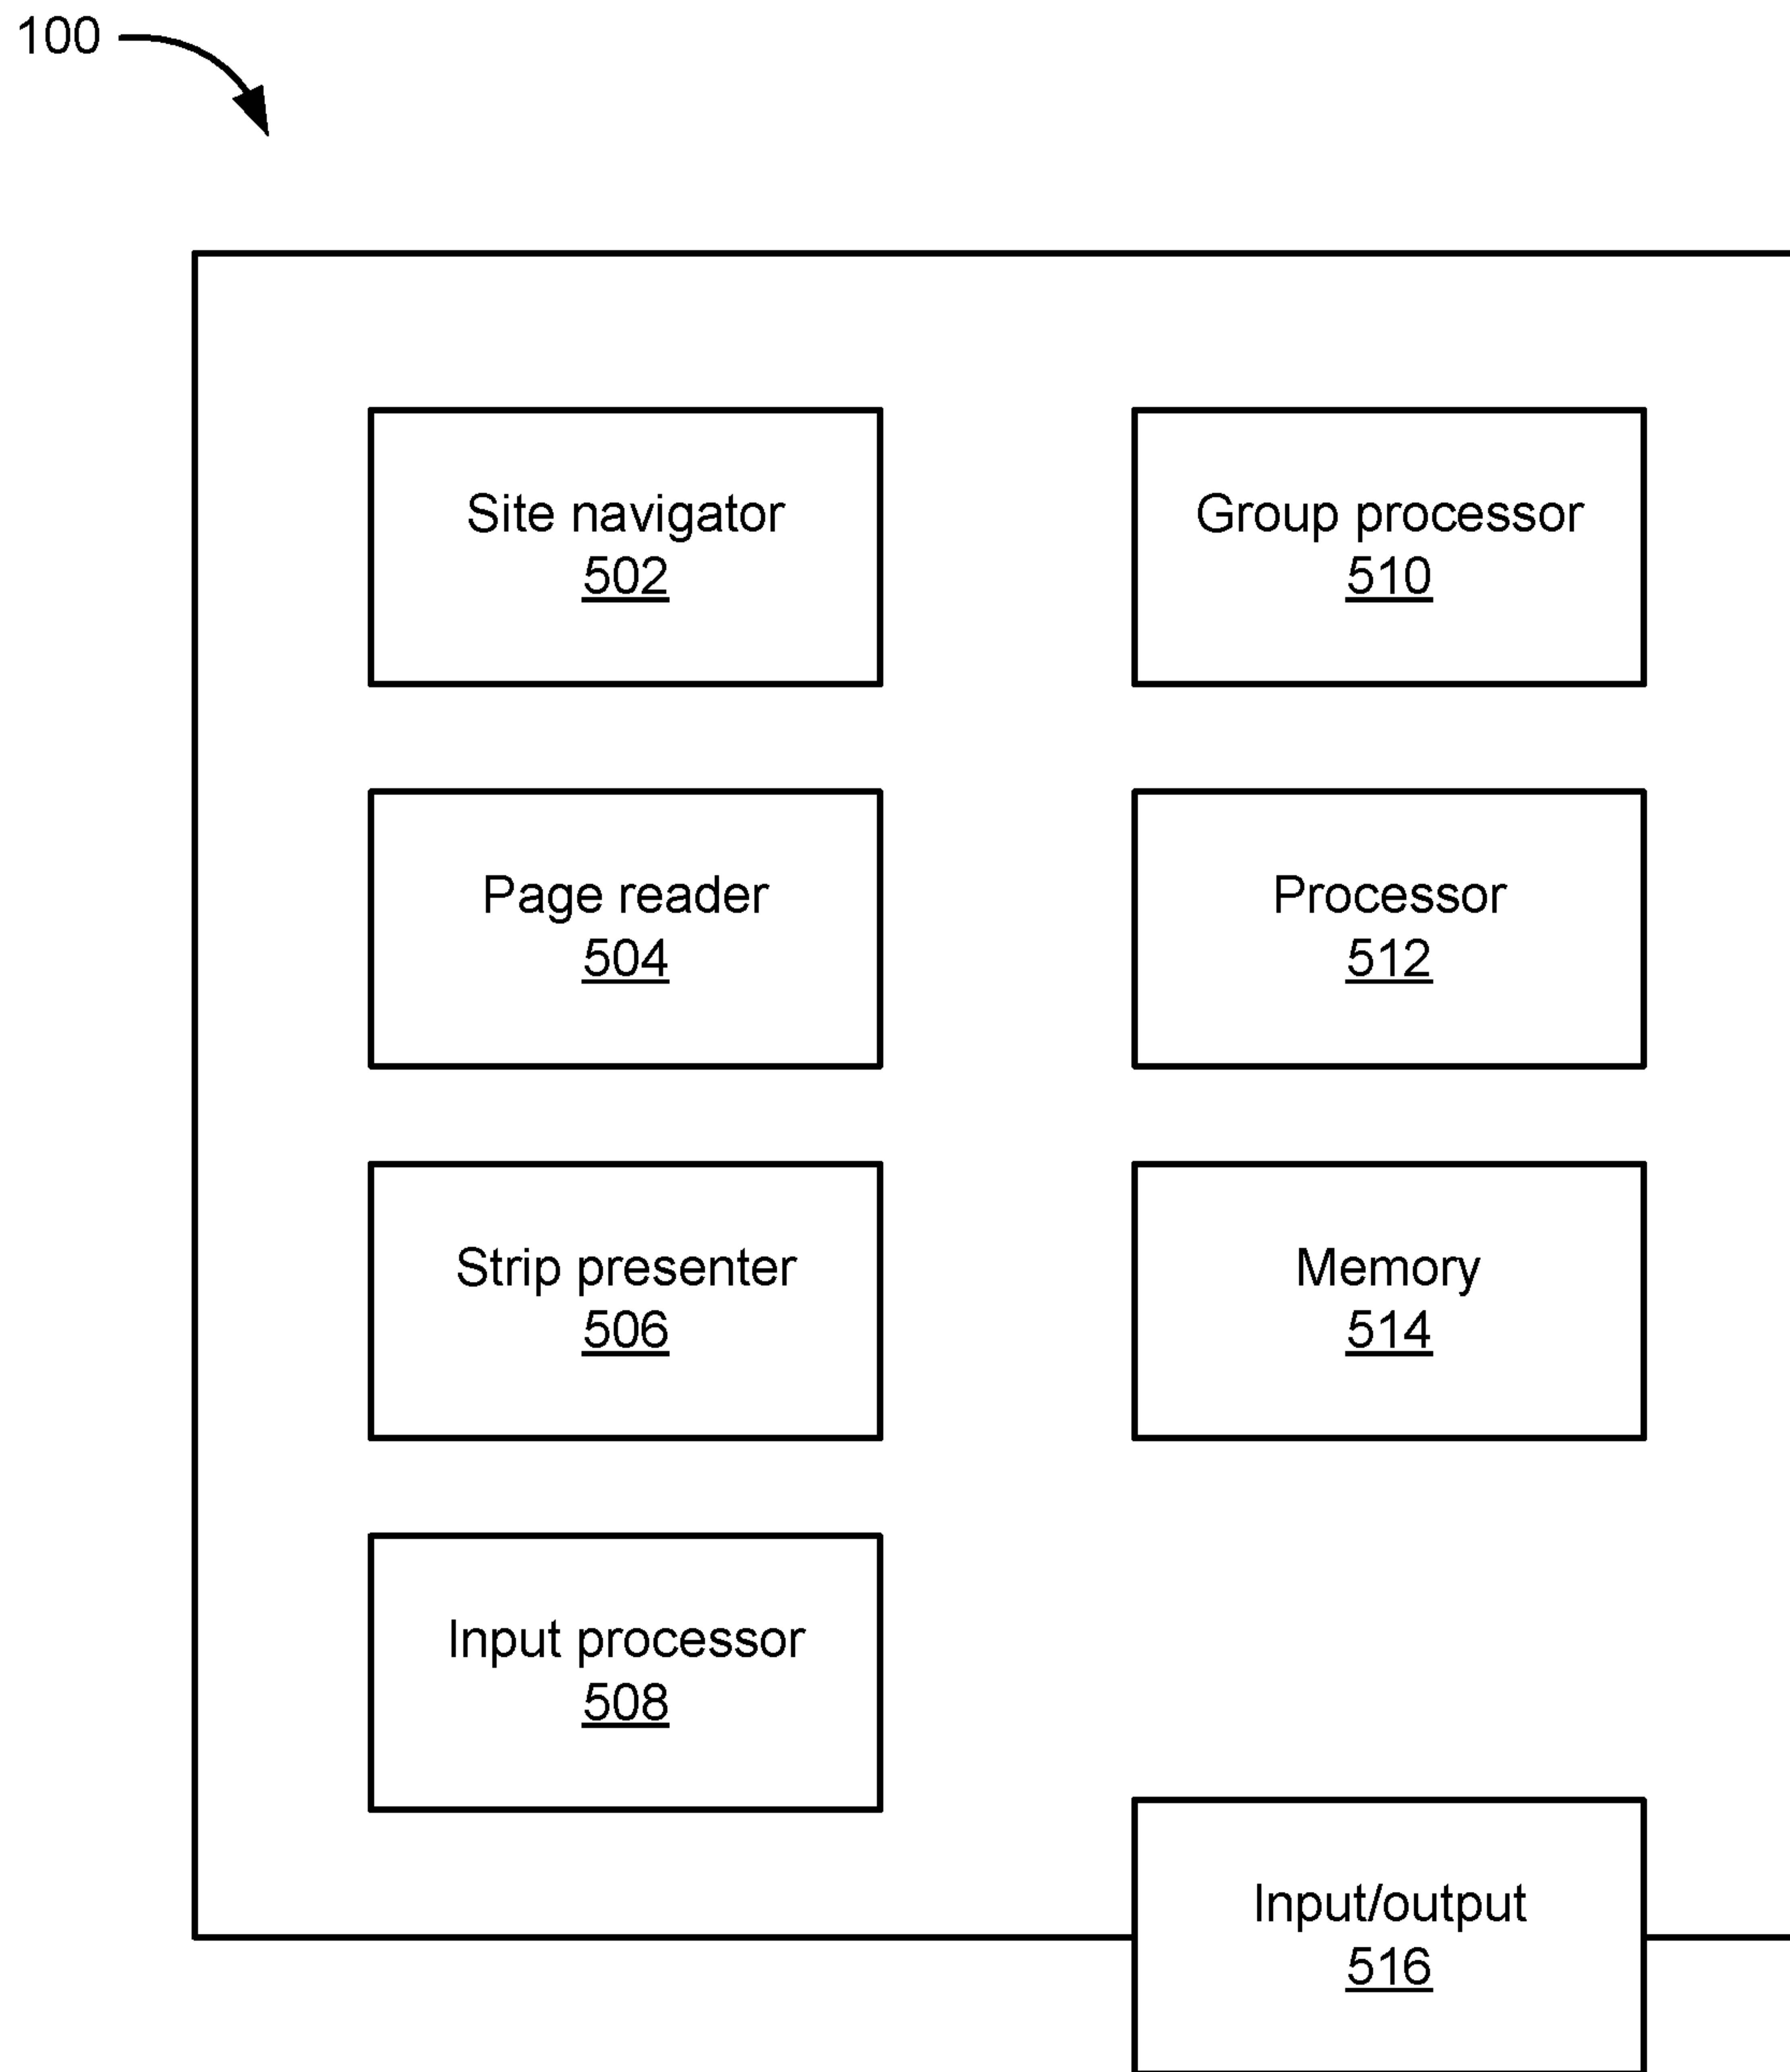 100
Site navigator
502
Group processor
510
Page reader
504
Processor
512
Strip presenter
506
Memory
514
Input processor
508
Input/output
516